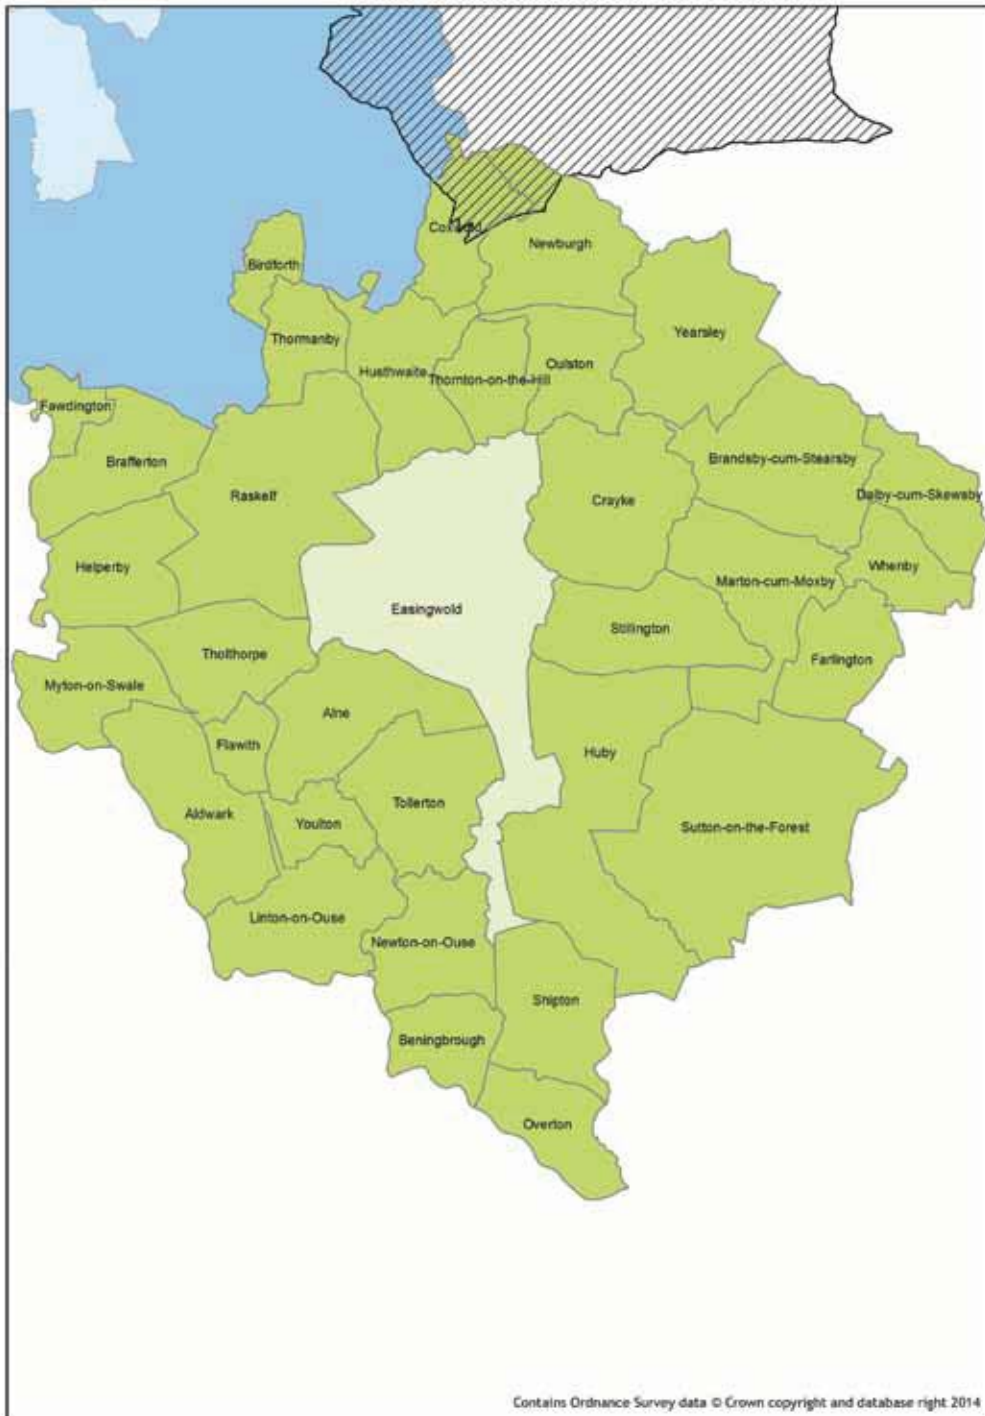 Coxwold
Newburgh
Birdforth
Yearsley
Thormanby
Husthwaite
Thornton-on-the-Hill
Oulston
Fawdington
Brafferton
Brandsby-cum-Stearsby
Raskelf
Crayke
Dalby-cum-Skewsby
Helperby
Whenby
Marton-cum-Moxby
Easingwold
Stillington
Tholthorpe
Farlington
Myton-on-Swale
Alne
Flawith
Huby
Tollerton
Aldwark
Youlton
Sutton-on-the-Forest
Linton-on-Ouse
Newton-on-Ouse
Shipton
Beningbrough
Overton
Contains Ordnance Survey data © Crown copyright and database right 2014